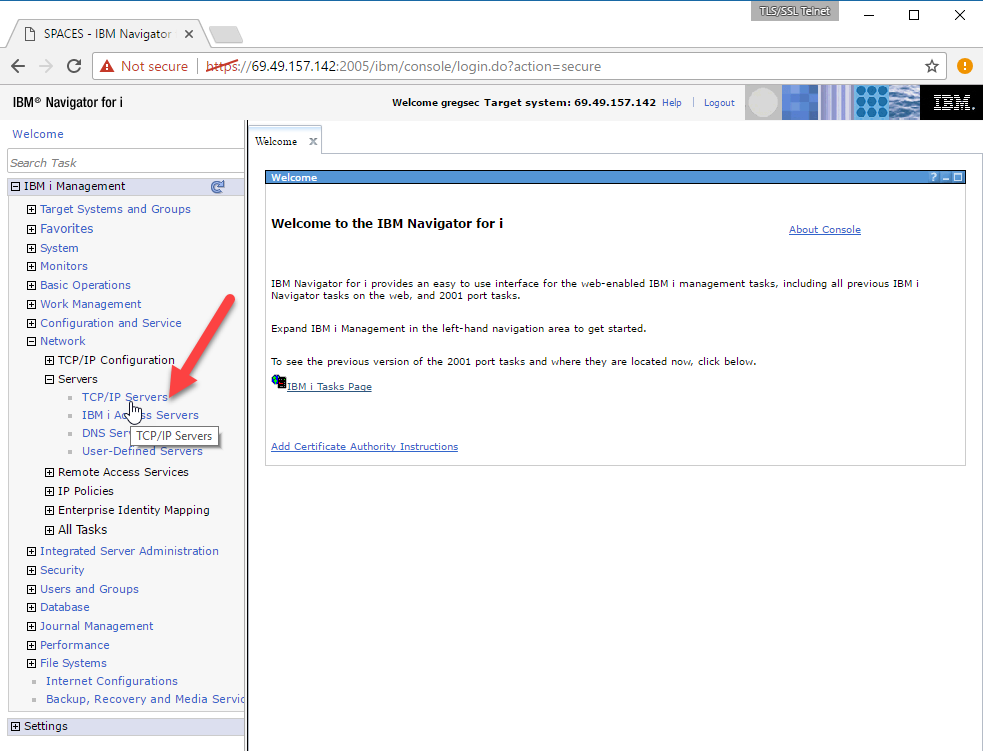 TLS/SSL Telnet
SPACES - IBM Navigator
Not secure | https://69.49.157.142:2005/ibm/console/login.do?action=secure
IBM® Navigator for i
Welcome gregsec Target system: 69.49.157.142 Help | Logout
IBM.
Welcome
Search Task
IBM i Management
Target Systems and Groups
Favorites
System
Monitors
Basic Operations
Work Management
Configuration and Service
Network
TCP/IP Configuration
Servers
TCP/IP Servers
IBM i Ac ss Servers
DNS Ser
TCP/IP Servers
User-Defined Servers
Remote Access Services
IP Policies
Enterprise Identity Mapping
All Tasks
Integrated Server Administration
Security
Users and Groups
Database
Journal Management
Performance
File Systems
Internet Configurations
Backup, Recovery and Media Servic
Settings
Welcome
Welcome
Welcome to the IBM Navigator for i
About Console
IBM Navigator for i provides an easy to use interface for the web-enabled IBM i management tasks, including all previous IBM i
Navigator tasks on the web, and 2001 port tasks.
Expand IBM i Management in the left-hand navigation area to get started.
To see the previous version of the 2001 port tasks and where they are located now, click below.
IBM i Tasks Page
Add Certificate Authority Instructions